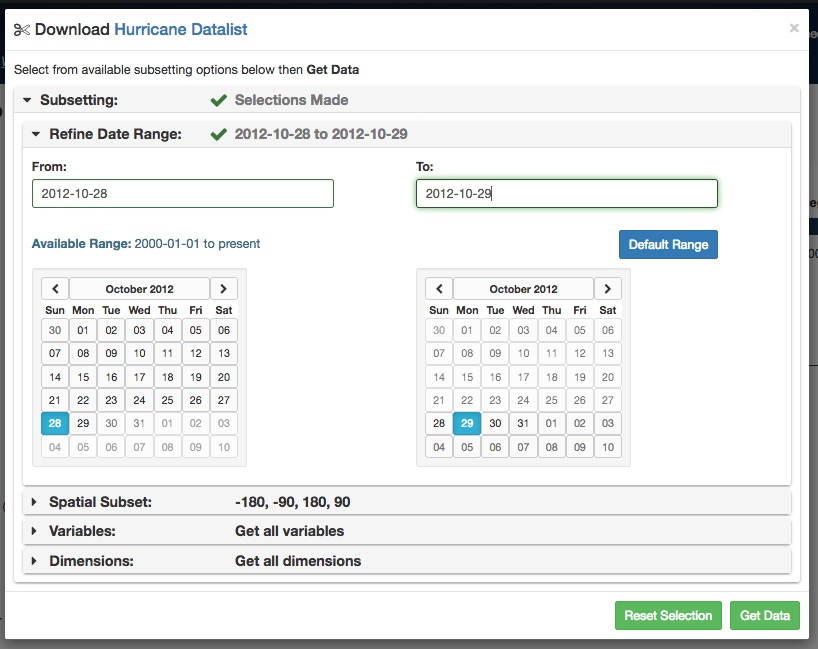 Download Hurricane Datalist ×
Select from available subsetting options below then Get Data
Subsetting: Selections Made
Refine Date Range: 2012-10-28 to 2012-10-29
From: To:
2012-10-28 2012-10-29
Available Range: 2000-01-01 to present Default Range
October 2012 October 2012
Sun Mon Tue Wed Thu Fri Sat Sun Mon Tue Wed Thu Fri Sat
30 01 02 03 04 05 06 30 01 02 03 04 05 06
07 08 09 10 11 12 13 07 08 09 10 11 12 13
14 15 16 17 18 19 20 14 15 16 17 18 19 20
21 22 23 24 25 26 27 21 22 23 24 25 26 27
28 29 30 31 01 02 03 28 29 30 31 01 02 03
04 05 06 07 08 09 10 04 05 06 07 08 09 10
Spatial Subset: -180, -90, 180, 90
Variables: Get all variables
Dimensions: Get all dimensions
Reset Selection Get Data